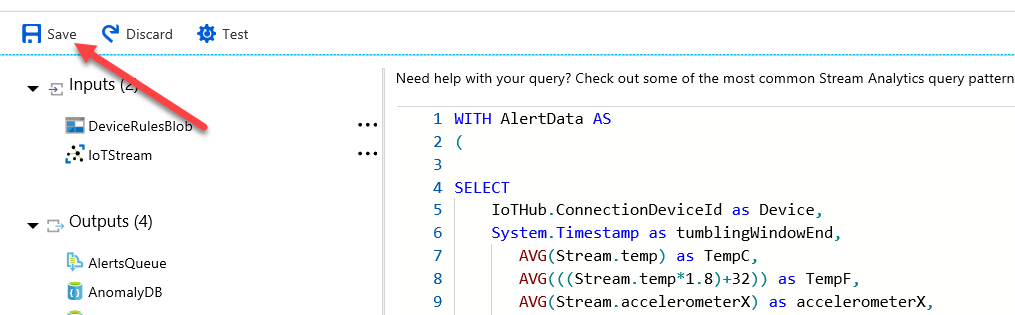 Save Discard Test
Inputs (2)
DeviceRulesBlob
IoTStream
Outputs (4)
AlertsQueue
AnomalyDB
Need help with your query? Check out some of the most common Stream Analytics query pattern
1 WITH AlertData AS
2 (
3
4 SELECT
5 IoTHub.ConnectionDeviceId as Device,
6 System.Timestamp as tumblingWindowEnd,
7 AVG(Stream.temp) as TempC,
8 AVG(((Stream.temp*1.8)+32)) as TempF,
9 AVG(Stream.accelerometerX) as accelerometerX,